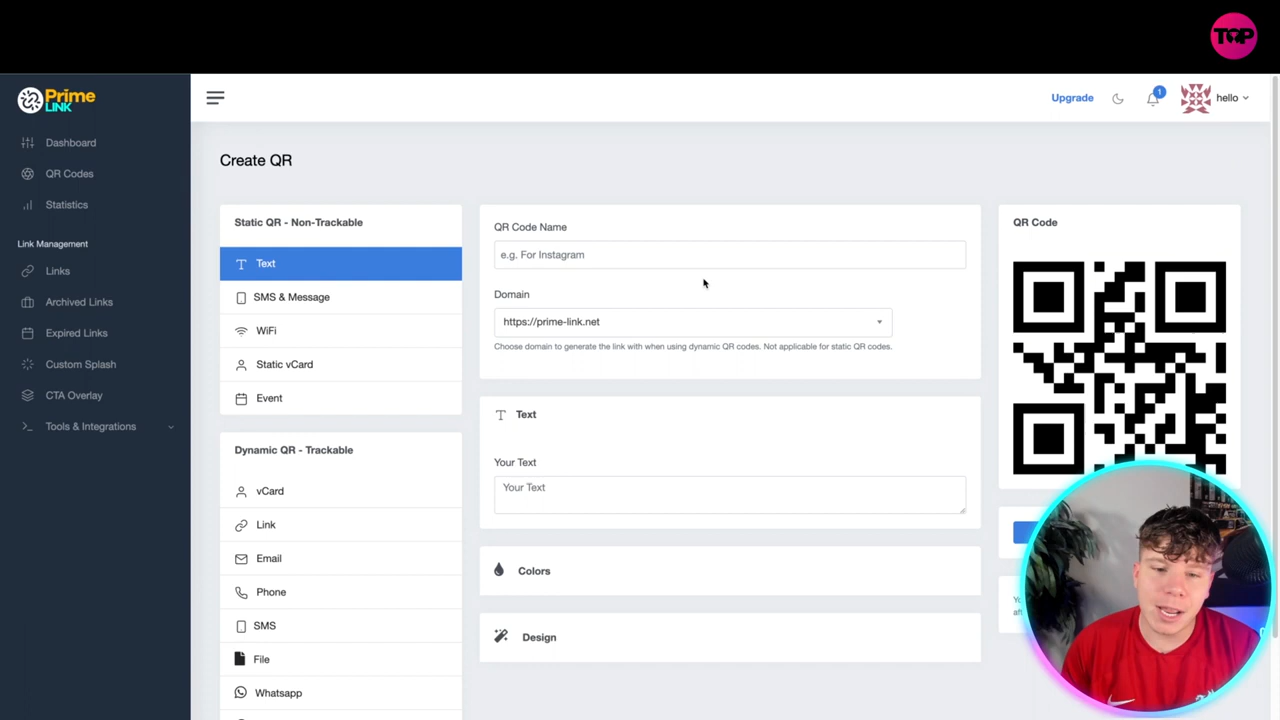 TOP
Prime
LINK
Upgrade
1
hello
Dashboard
QR Codes
Statistics
Link Management
Links
Archived Links
Expired Links
Custom Splash
CTA Overlay
Tools & Integrations
Create QR
Static QR - Non-Trackable
Text
SMS & Message
WiFi
Static vCard
Event
Dynamic QR - Trackable
vCard
Link
Email
Phone
SMS
File
Whatsapp
QR Code Name
e.g. For Instagram
Domain
https://prime-link.net
Choose domain to generate the link with when using dynamic QR codes. Not applicable for static QR codes.
Text
Your Text
Your Text
Colors
Design
QR Code